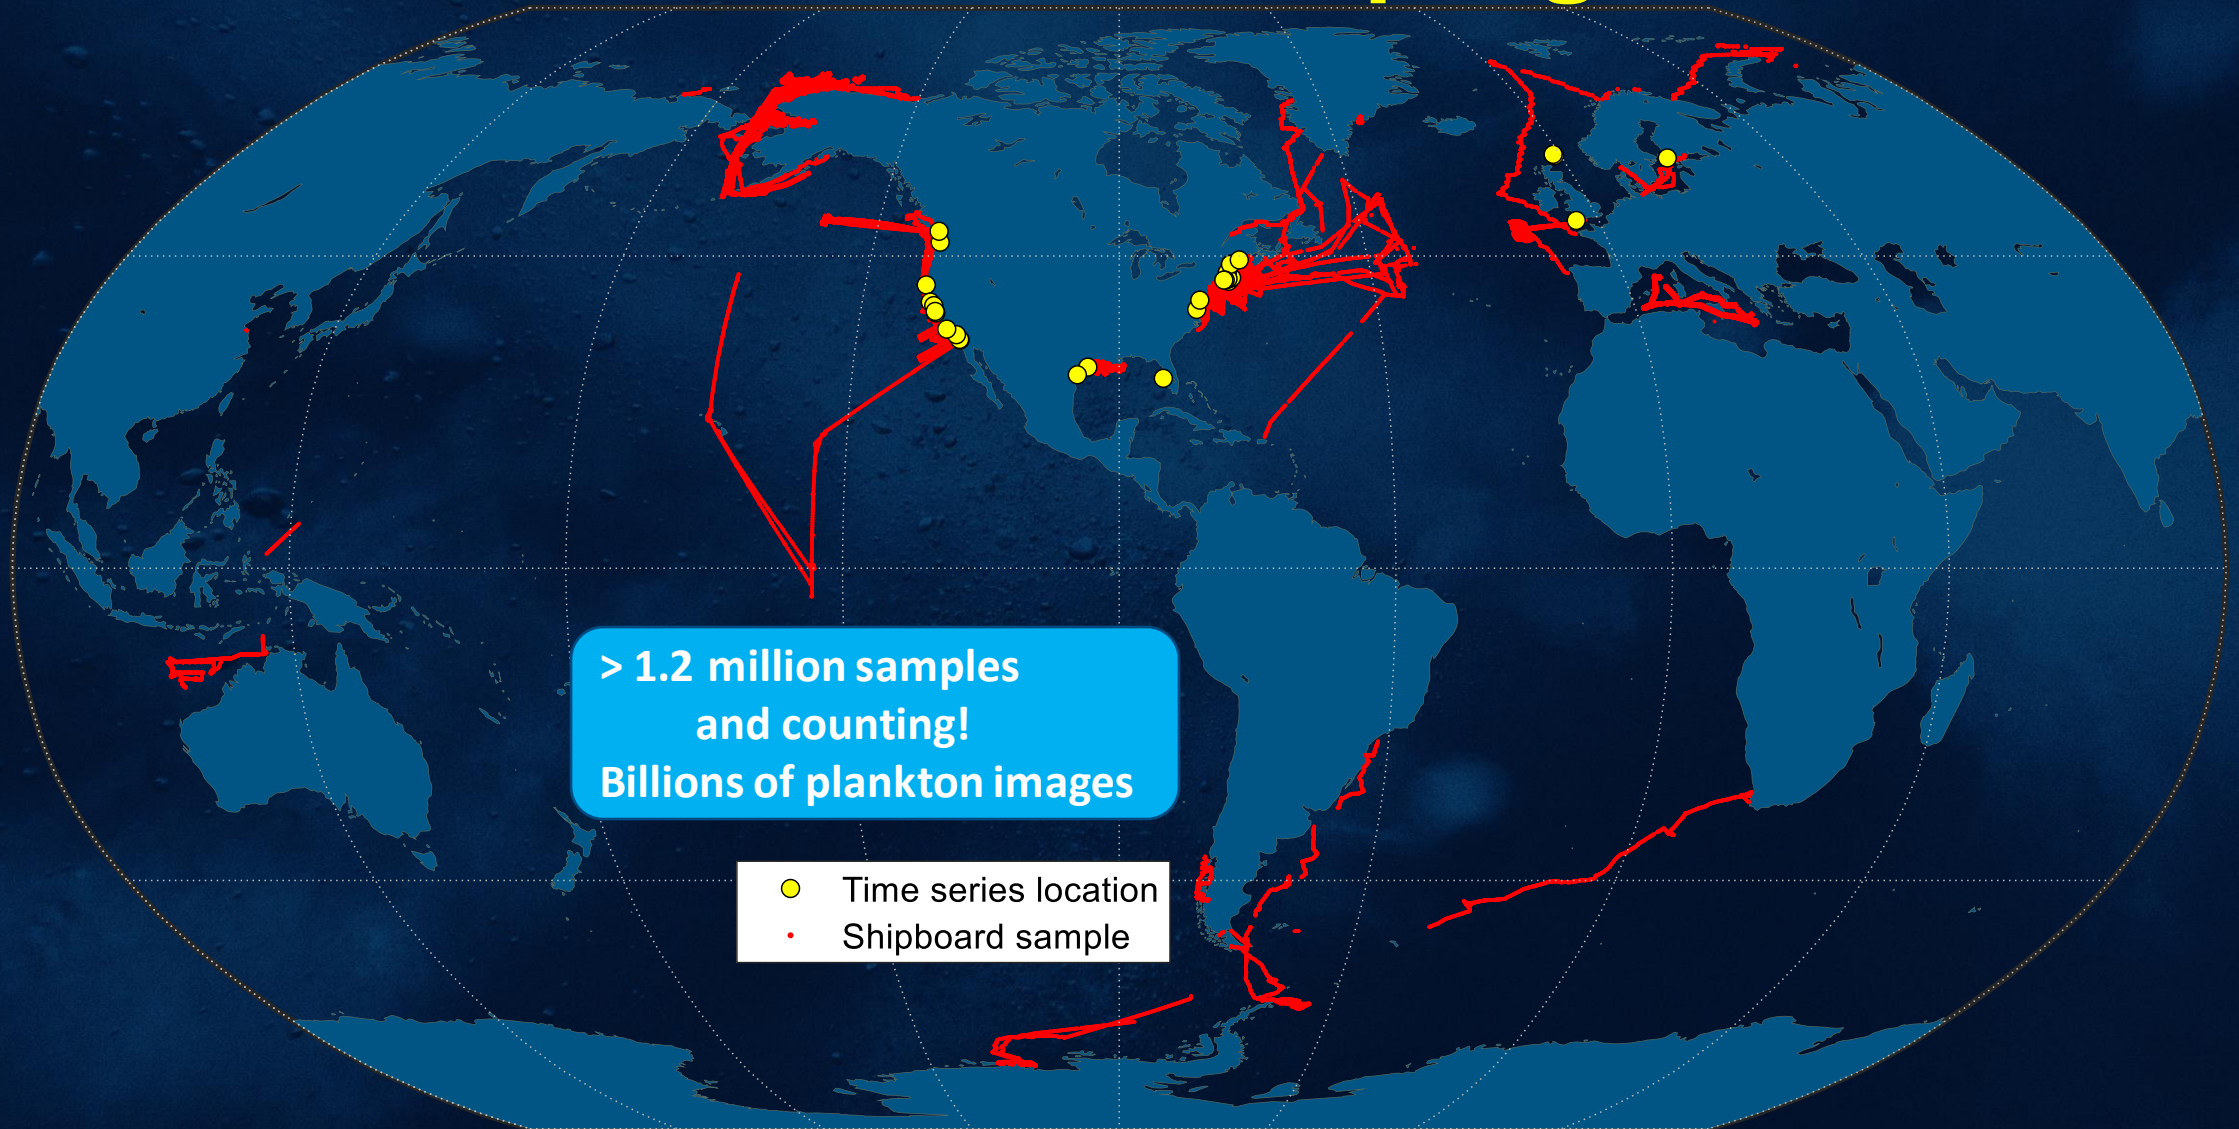 > 1.2 million samples
and counting!
Billions of plankton images
Time series location
Shipboard sample